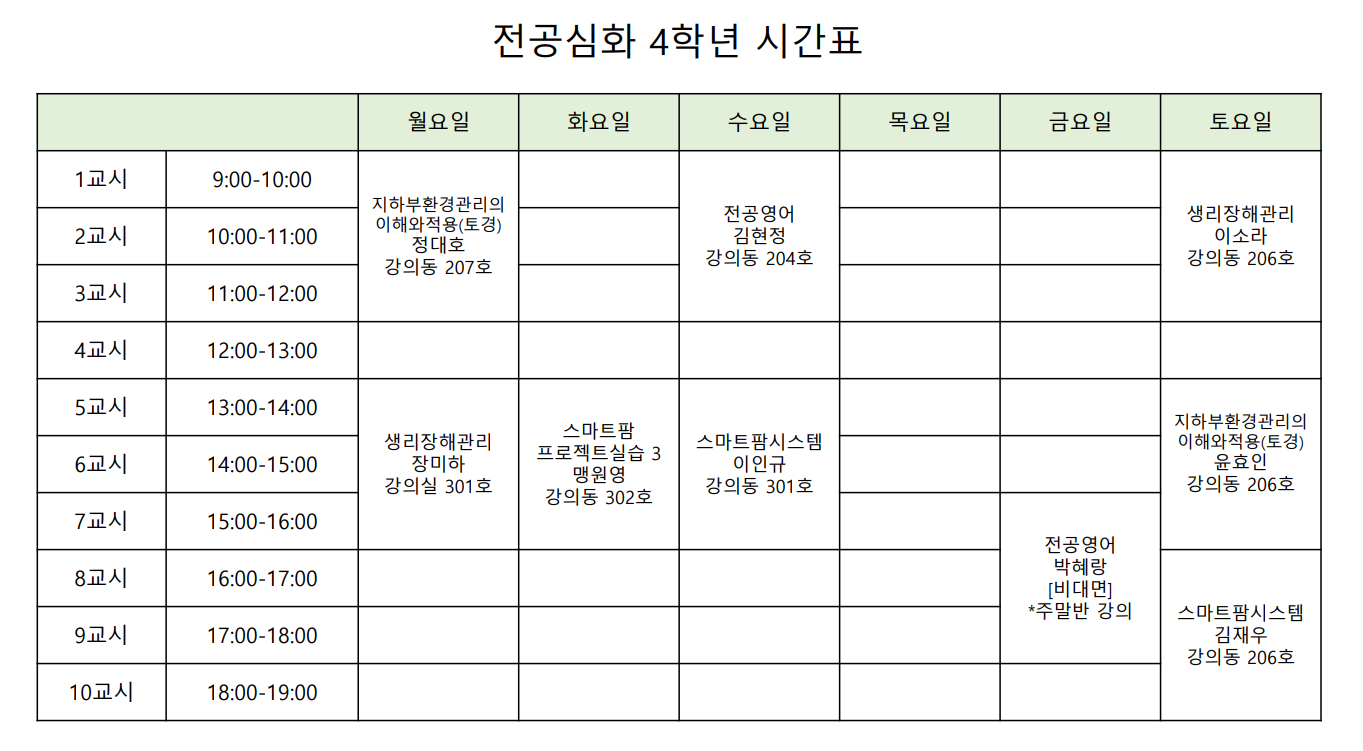 전공심화 4학년 시간표
월요일 화요일 수요일 목요일 금요일 토요일
1교시 9:00-10:00
2교시 10:00-11:00
3교시 11:00-12:00
지하부환경관리의
이해와적용(토경)
정대호
강의동 207호
전공영어
김현정
강의동 204호
생리장해관리
이소라
강의동 206호
4교시 12:00-13:00
5교시 13:00-14:00
6교시 14:00-15:00
7교시 15:00-16:00
생리장해관리
장미하
강의실 301호
스마트팜
프로젝트실습 3
맹원영
강의동 302호
스마트팜시스템
이인규
강의동 301호
지하부환경관리의
이해와적용(토경)
윤효인
강의동 206호
전공영어
박혜랑
[비대면]
*주말반 강의
8교시 16:00-17:00
9교시 17:00-18:00
10교시 18:00-19:00
스마트팜시스템
김재우
강의동 206호